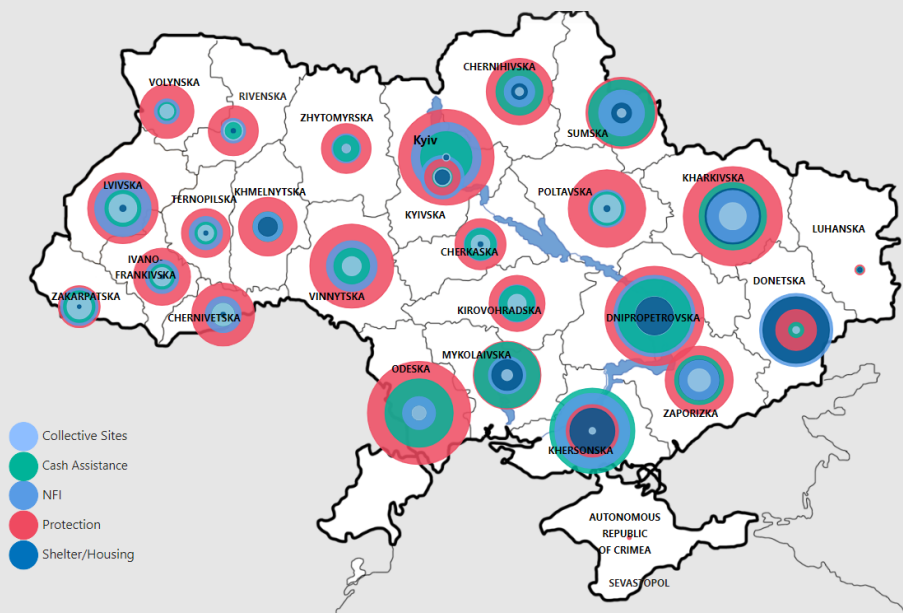 CHERNIHIVSKA
VOLYNSKA
RIVENSKA
ZHYTOMYRSKA
SUMSKA
Kyiv
KHARKIVSKA
LVIVSKA
TERNOPILSKA
KHMELNYTSKA
POLTAVSKA
KYIVSKA
LUHANSKA
CHERKASKA
IVANO-
FRANKIVSKA
DONETSKA
ZAKARPATSKA
VINNYTSKA
CHERNIVETSKA
KIROVOHRADSKA
DNIPROPETROVSKA
MYKOLAIVSKA
ODESKA
ZAPORIZKA
KHERSONSKA
Collective Sites
Cash Assistance
NFI
Protection
Shelter/Housing
AUTONOMOUS
REPUBLIC
OF CRIMEA
SEVASTOPOL